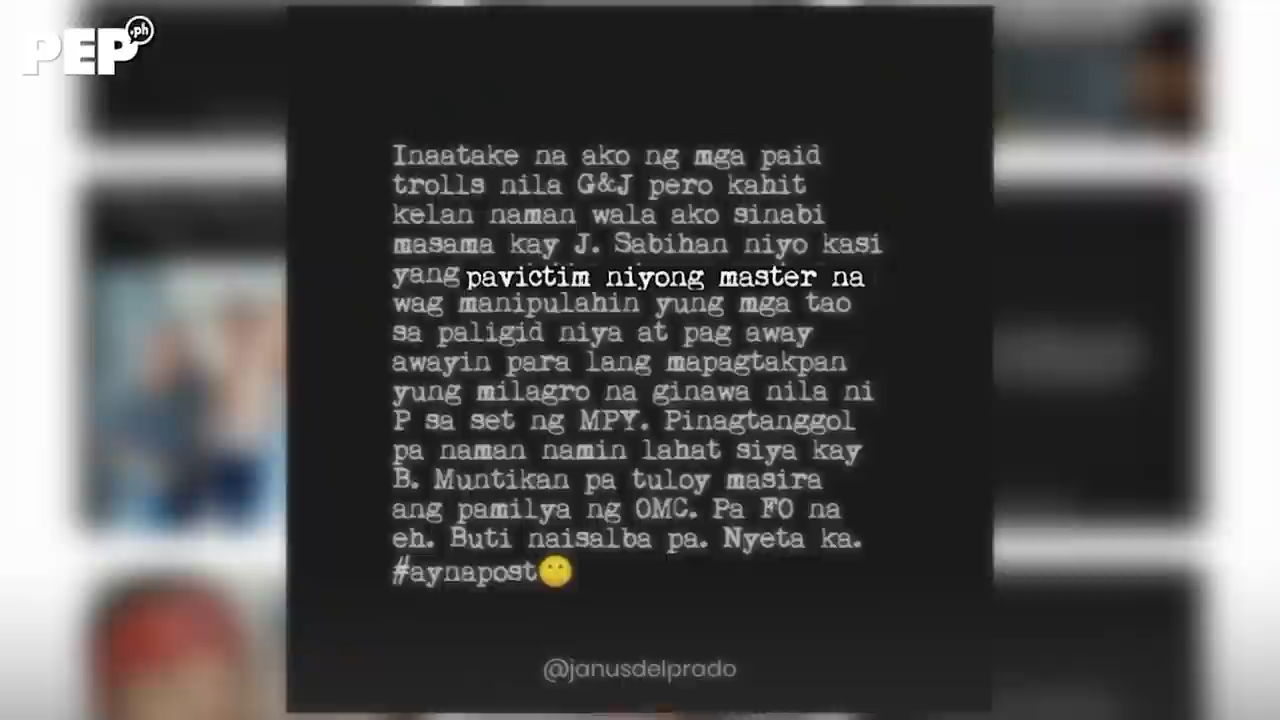 PEP.ph
Inaatake na ako ng mga paid
trolls nila G&J pero kahit
kelan naman wala ako sinabi
masama kay J. Sabihan niyo kasi
yang pavictim niyong master na
wag manipulahin yung mga tao
sa paligid niya at pag away
awayin para lang mapagtakpan
yung milagro na ginawa nila ni
P sa set ng MPY. Pinagtanggol
pa naman namin lahat siya kay
B. Muntikan pa tuloy masira
ang pamilya ng OMC. Pa FO na
eh. Buti naisalba pa. Nyeta ka.
#aynapost😶
@janusdelprado